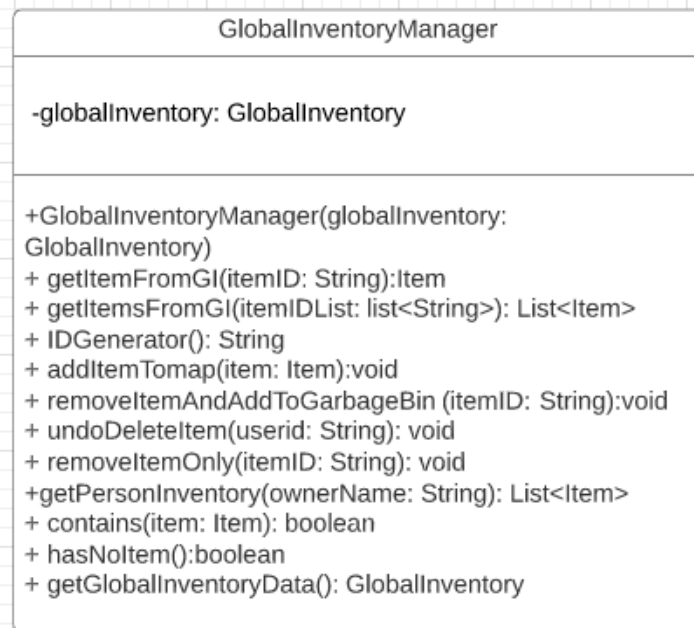 GlobalInventoryManager
-globalInventory: GlobalInventory
+GlobalInventoryManager(globalInventory:
GlobalInventory)
+ getItemFromGI(itemID: String):Item
+ getItemsFromGI(itemIDList: list<String>): List<Item>
+ IDGenerator(): String
+ addItemTomap(item: Item):void
+ removeItemAndAddToGarbageBin (itemID: String):void
+ undoDeleteItem(userid: String): void
+ removeItemOnly(itemID: String): void
+getPersonInventory(ownerName: String): List<Item>
+ contains(item: Item): boolean
+ hasNoItem():boolean
+ getGlobalInventoryData(): GlobalInventory